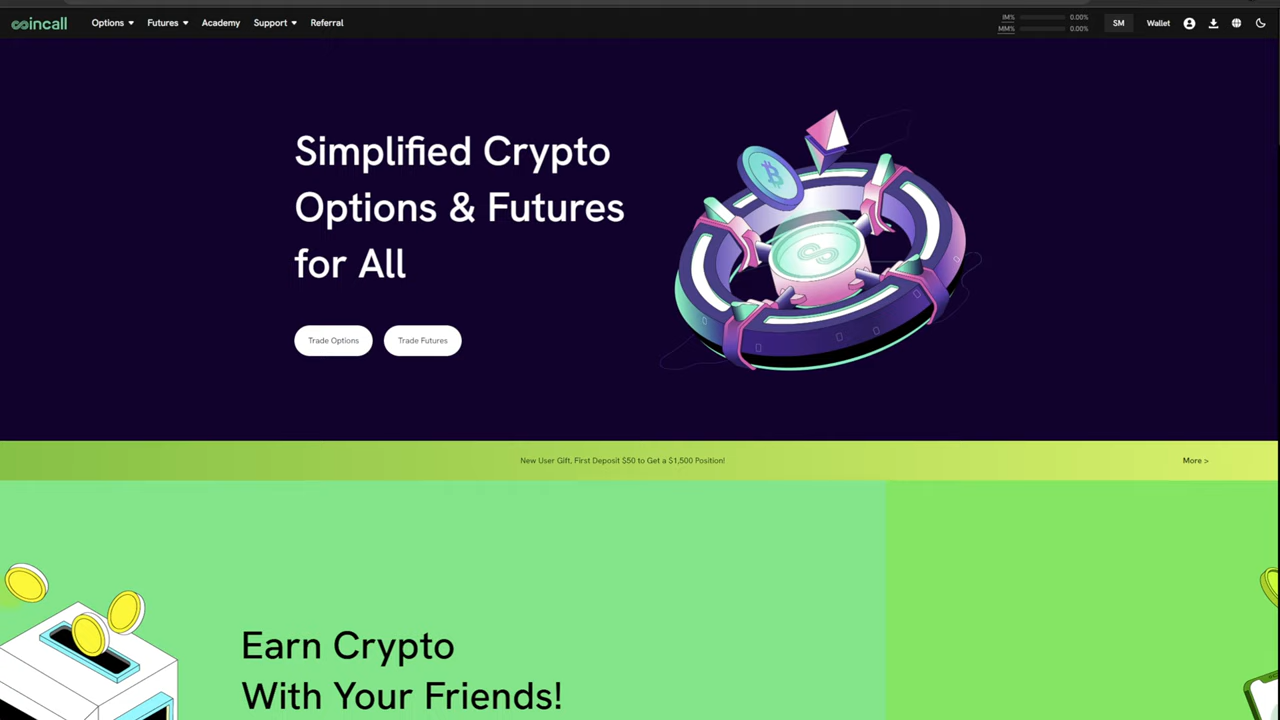 coincall Options Futures Academy Support Referral IM% 0.00% MM% 0.00% SM Wallet
Simplified Crypto
Options & Futures
for All
Trade Options Trade Futures
New User Gift, First Deposit $50 to Get a $1,500 Position! More >
Earn Crypto
With Your Friends!